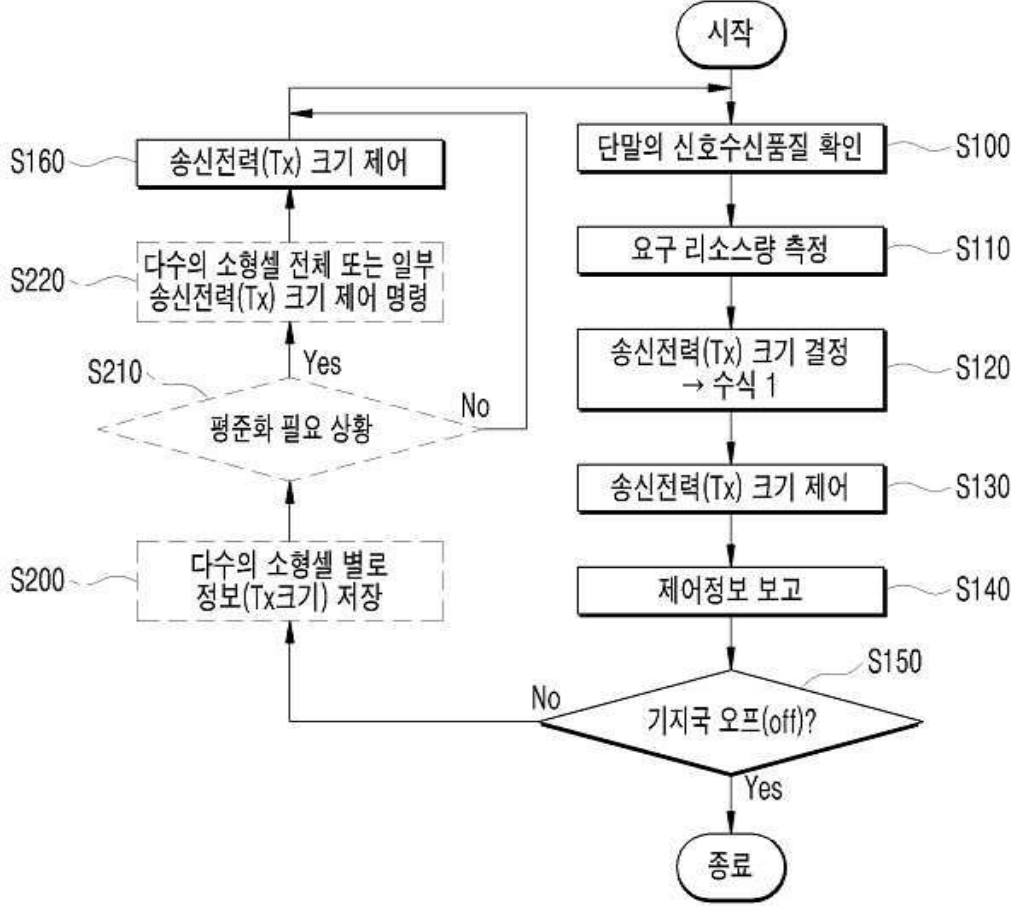 시작
단말의 신호수신품질 확인
S100
요구 리소스량 측정
S110
송신전력(Tx) 크기 결정
→ 수식 1
S120
송신전력(Tx) 크기 제어
S130
제어정보 보고
S140
기지국 오프(off)?
S150
No
Yes
종료
S160
송신전력(Tx) 크기 제어
S220
다수의 소형셀 전체 또는 일부
송신전력(Tx) 크기 제어 명령
Yes
S210
평준화 필요 상황
No
S200
다수의 소형셀 별로
정보(Tx크기) 저장